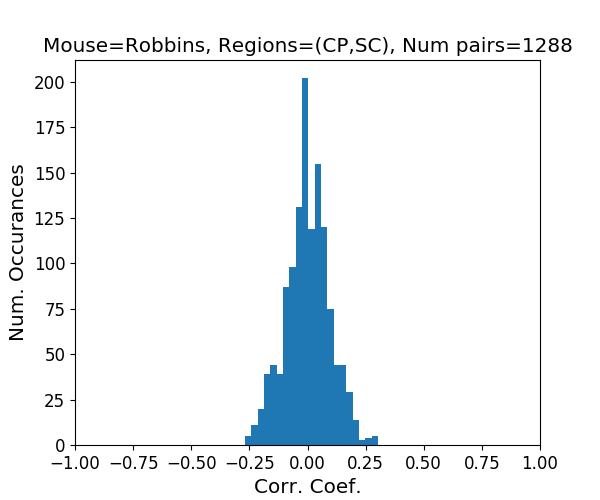 Mouse=Robbins, Regions=(CP,SC), Num pairs=1288
200
175
150
125
100
75
50
25
0
Num. Occurances
−1.00 −0.75 −0.50 −0.25 0.00 0.25 0.50 0.75 1.00
Corr. Coef.